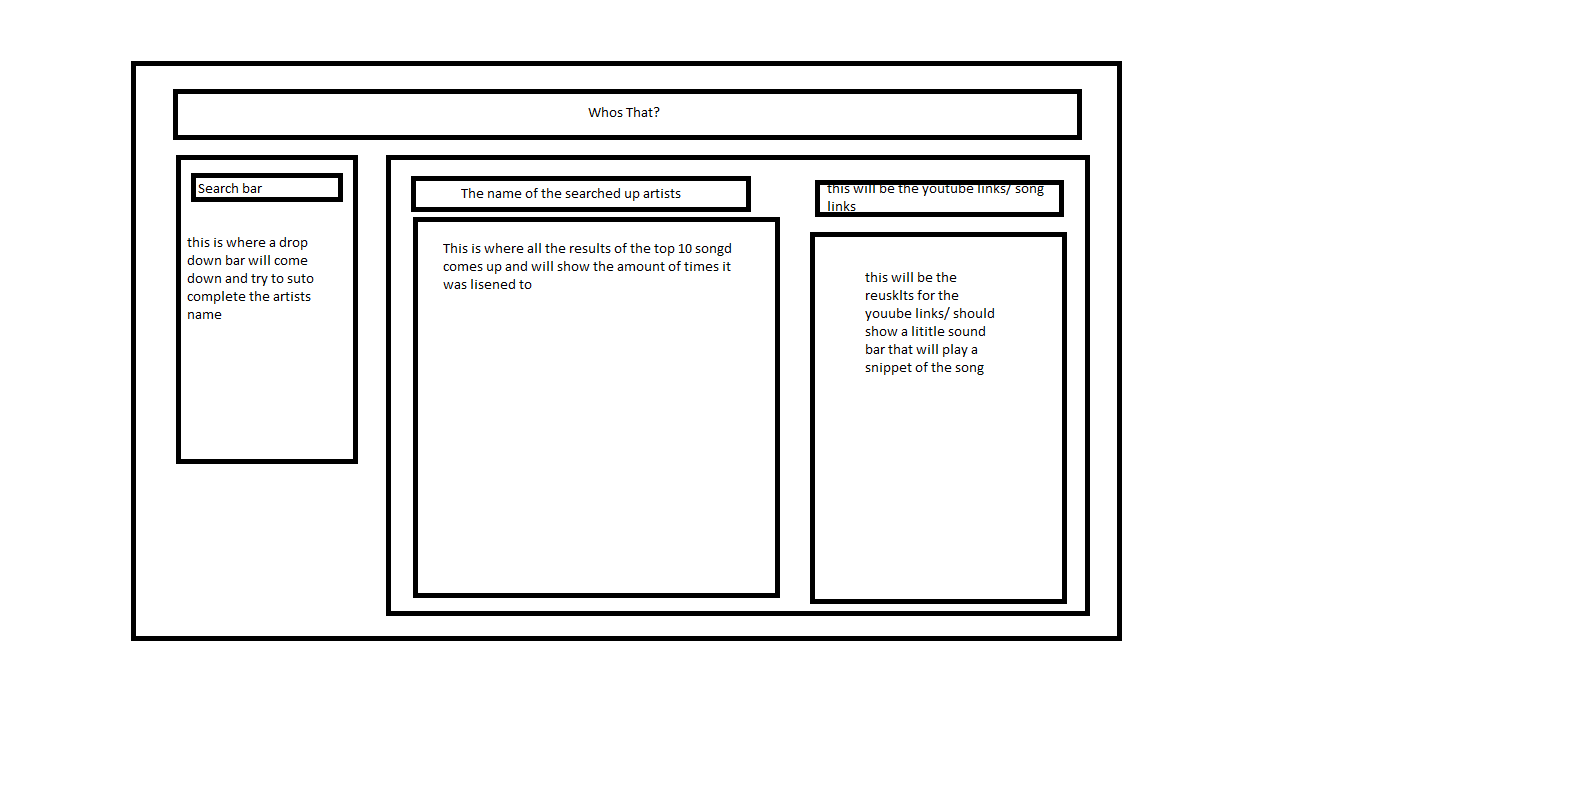 Whos That?
Search bar
this is where a drop
down bar will come
down and try to suto
complete the artists
name
The name of the searched up artists
This is where all the results of the top 10 songd
comes up and will show the amount of times it
was lisened to
this will be the youtube links/ song
links
this will be the
reusklts for the
youube links/ should
show a lititle sound
bar that will play a
snippet of the song